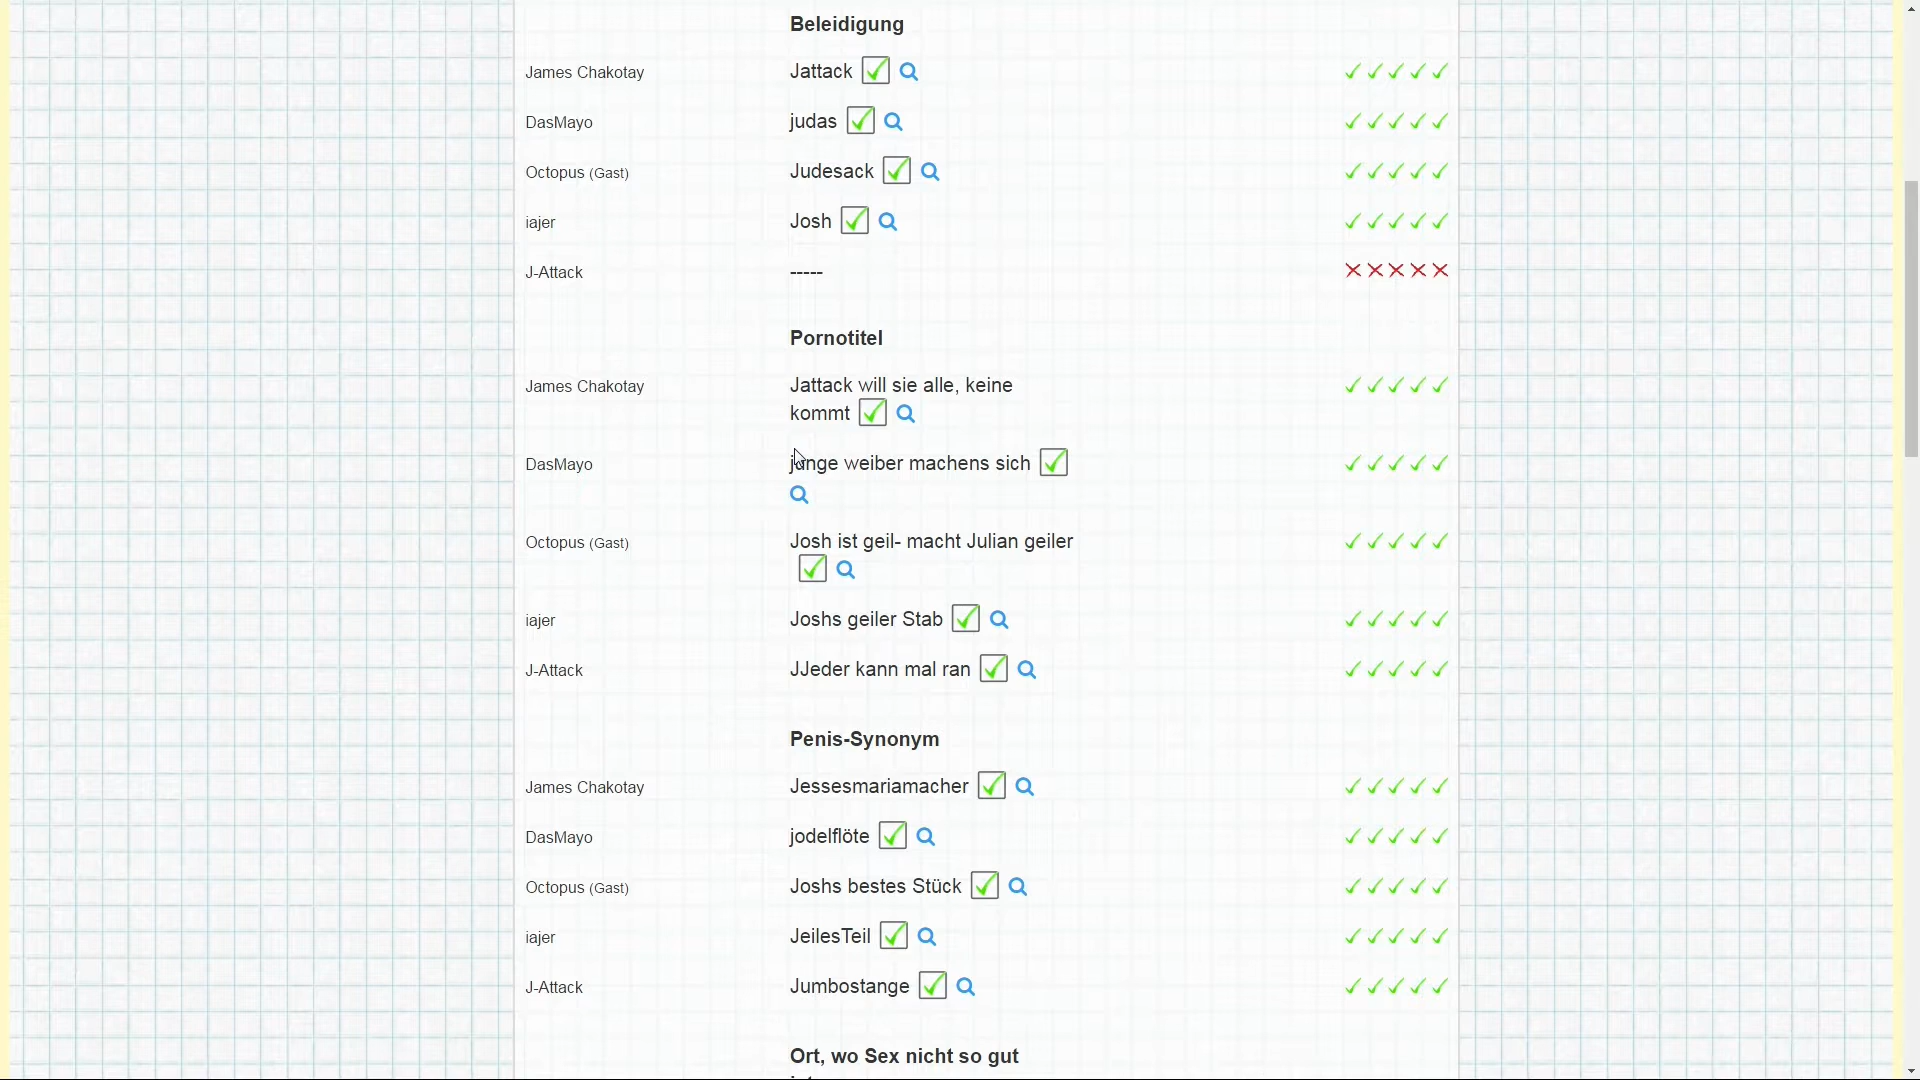 Beleidigung
James Chakotay Jattack
DasMayo judas
Octopus (Gast) Judesack
iajer Josh
J-Attack -----
Pornotitel
James Chakotay Jattack will sie alle, keine
kommt
DasMayo junge weiber machens sich
Octopus (Gast) Josh ist geil- macht Julian geiler
iajer Joshs geiler Stab
J-Attack JJeder kann mal ran
Penis-Synonym
James Chakotay Jessesmariamacher
DasMayo jodelflöte
Octopus (Gast) Joshs bestes Stück
iajer JeilesTeil
J-Attack Jumbostange
Ort, wo Sex nicht so gut